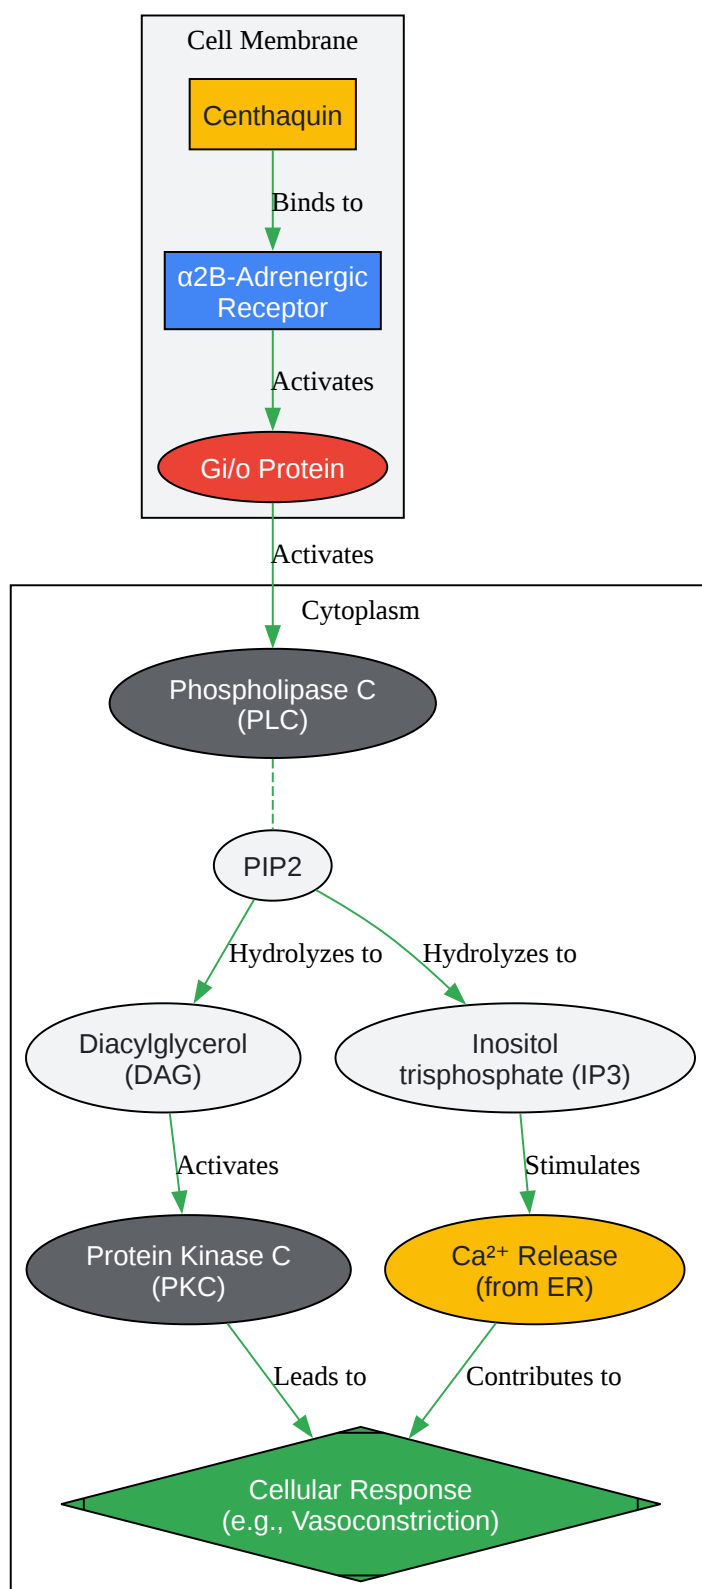 Cell Membrane
Centhaquin
Binds to
α2B-Adrenergic
Receptor
Activates
Gi/o Protein
Activates
Cytoplasm
Phospholipase C
(PLC)
PIP2
Hydrolyzes to
Hydrolyzes to
Diacylglycerol
(DAG)
Inositol
trisphosphate (IP3)
Activates
Stimulates
Protein Kinase C
(PKC)
Ca²⁺ Release
(from ER)
Leads to
Contributes to
Cellular Response
(e.g., Vasoconstriction)